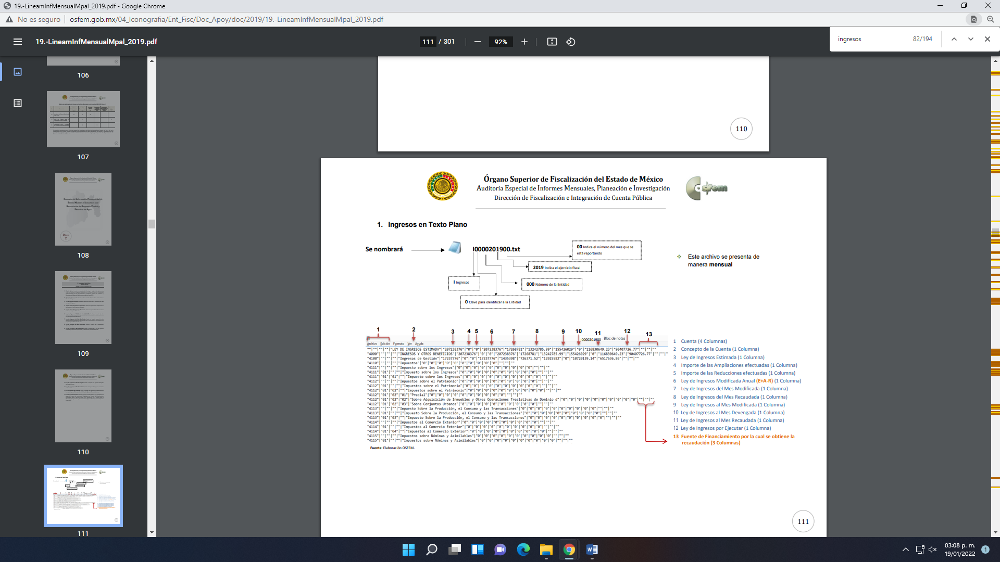 19.-LineamInfMensualMpal_2019.pdf - Google Chrome
No es seguro | osfem.gob.mx/04_Iconografia/Ent_Fisc/Doc_Apoy/doc/2019/19.-LineamInfMensualMpal_2019.pdf
19.-LineamInfMensualMpal_2019.pdf
111 / 301
92%
ingresos 82/194
106
107
108
109
110
111
110
Órgano Superior de Fiscalización del Estado de México
Auditoría Especial de Informes Mensuales, Planeación e Investigación
Dirección de Fiscalización e Integración de Cuenta Pública
osfem
1. Ingresos en Texto Plano
Se nombrará
I0000201900.txt
00 Indica el número del mes que se
está reportando
2019 Indica el ejercicio fiscal
I Ingresos
000 Número de la Entidad
0 Clave para identificar a la Entidad
Este archivo se presenta de
manera mensual
1 2 3 4 5 6 7 8 9 10 11 12 13
Archivo Edición Formato Ver Ayuda I0000201900 Bloc de notas
""|""|""|""|"LEY DE INGRESOS ESTIMADA"|"207238376"|"0"|"0"|"207238376"|"17268781"|"13242785.99"|"155426029"|"0"|"116830649.23"|"90407726.77"|""|""|""
"4000"|""|""|""|"INGRESOS Y OTROS BENEFICIOS"|"207238376"|"0"|"0"|"207238376"|"17268781"|"13242785.99"|"155426029"|"0"|"116830649.23"|"90407726.77"|""|""|""
"4100"|""|""|""|"Ingresos de Gestión"|"17237776"|"0"|"0"|"17237776"|"1435398"|"726371.52"|"12925582"|"0"|"10720139.14"|"6517636.86"|""|""|""
"4110"|""|""|""|"Impuestos"|"0"|"0"|"0"|"0"|"0"|"0"|"0"|"0"|"0"|"0"|""|""|""
"4111"|""|""|""|"Impuesto sobre los Ingresos"|"0"|"0"|"0"|"0"|"0"|"0"|"0"|"0"|"0"|"0"|""|""|""
"4111"|"01"|""|""|"Impuesto sobre los Ingresos"|"0"|"0"|"0"|"0"|"0"|"0"|"0"|"0"|"0"|"0"|""|""|""
"4111"|"01"|"01"|""|"Impuesto sobre los Ingresos"|"0"|"0"|"0"|"0"|"0"|"0"|"0"|"0"|"0"|"0"|""|""|""
"4112"|""|""|""|"Impuestos sobre el Patrimonio"|"0"|"0"|"0"|"0"|"0"|"0"|"0"|"0"|"0"|"0"|""|""|""
"4112"|"01"|""|""|"Impuestos sobre el Patrimonio"|"0"|"0"|"0"|"0"|"0"|"0"|"0"|"0"|"0"|"0"|""|""|""
"4112"|"01"|"02"|""|"Impuestos sobre el Patrimonio"|"0"|"0"|"0"|"0"|"0"|"0"|"0"|"0"|"0"|"0"|""|""|""
"4112"|"01"|"02"|"01"|"Predial"|"0"|"0"|"0"|"0"|"0"|"0"|"0"|"0"|"0"|"0"|""|""|""
"4112"|"01"|"02"|"02"|"Sobre Adquisición de Inmuebles y Otras Operaciones Traslativas de Dominio d"|"0"|"0"|"0"|"0"|"0"|"0"|"0"|"0"|"0"|"0"|""|""|""
"4112"|"01"|"02"|"03"|"Sobre Conjuntos Urbanos"|"0"|"0"|"0"|"0"|"0"|"0"|"0"|"0"|"0"|"0"|""|""|""
"4113"|""|""|""|"Impuesto Sobre la Producción, el Consumo y las Transacciones"|"0"|"0"|"0"|"0"|"0"|"0"|"0"|"0"|"0"|"0"|""|""|""
"4113"|"01"|""|""|"Impuesto Sobre la Producción, el Consumo y las Transacciones"|"0"|"0"|"0"|"0"|"0"|"0"|"0"|"0"|"0"|"0"|""|""|""
"4113"|"01"|"03"|""|"Impuesto Sobre la Producción, el Consumo y las Transacciones"|"0"|"0"|"0"|"0"|"0"|"0"|"0"|"0"|"0"|"0"|""|""|""
"4114"|""|""|""|"Impuestos al Comercio Exterior"|"0"|"0"|"0"|"0"|"0"|"0"|"0"|"0"|"0"|"0"|""|""|""
"4114"|"01"|""|""|"Impuestos al Comercio Exterior"|"0"|"0"|"0"|"0"|"0"|"0"|"0"|"0"|"0"|"0"|""|""|""
"4114"|"01"|"04"|""|"Impuestos al Comercio Exterior"|"0"|"0"|"0"|"0"|"0"|"0"|"0"|"0"|"0"|"0"|""|""|""
"4115"|""|""|""|"Impuestos sobre Nóminas y Asimilables"|"0"|"0"|"0"|"0"|"0"|"0"|"0"|"0"|"0"|"0"|""|""|""
"4115"|"01"|""|""|"Impuestos sobre Nóminas y Asimilables"|"0"|"0"|"0"|"0"|"0"|"0"|"0"|"0"|"0"|"0"|""|""|""
Fuente: Elaboración OSFEM.
1 Cuenta (4 Columnas)
2 Concepto de la Cuenta (1 Columna)
3 Ley de Ingresos Estimada (1 Columna)
4 Importe de las Ampliaciones efectuadas (1 Columna)
5 Importe de las Reducciones efectuadas (1 Columna)
6 Ley de Ingresos Modificada Anual (E+A-R) (1 Columna)
7 Ley de Ingresos del Mes Modificada (1 Columna)
8 Ley de Ingresos del Mes Recaudada (1 Columna)
9 Ley de Ingresos al Mes Modificada (1 Columna)
10 Ley de Ingresos al Mes Devengada (1 Columna)
11 Ley de Ingresos al Mes Recaudada (1 Columna)
12 Ley de Ingresos por Ejecutar (1 Columna)
13 Fuente de Financiamiento por la cual se obtiene la
recaudación (3 Columnas)
111
03:08 p. m.
19/01/2022
1